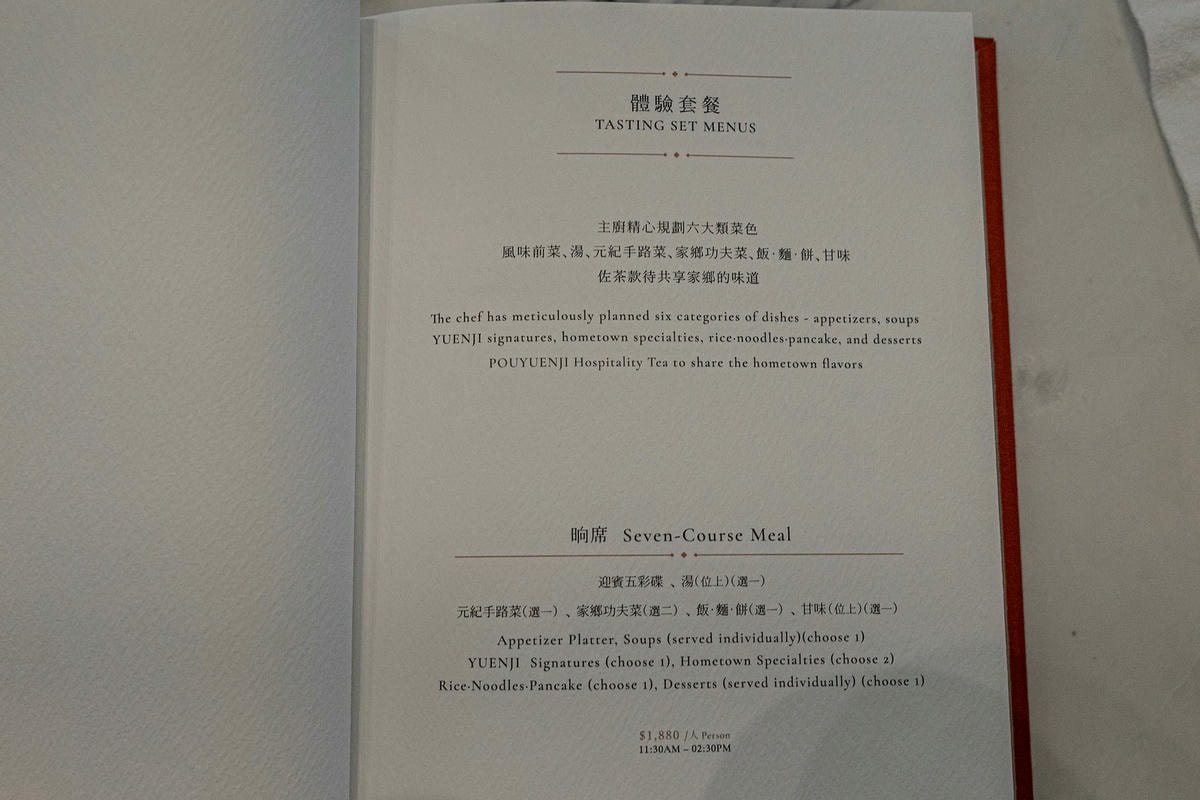 體驗套餐
TASTING SET MENUS
主廚精心規劃六大類菜色
風味前菜、湯、元紀手路菜、家鄉功夫菜、飯·麵·餅、甘味
佐茶款待共享家鄉的味道
The chef has meticulously planned six categories of dishes - appetizers, soups
YUENJI signatures, hometown specialties, rice·noodles·pancake, and desserts
POUYUENJI Hospitality Tea to share the hometown flavors
晌席 Seven-Course Meal
迎賓五彩碟 、湯(位上)(選一)
元紀手路菜(選一) 、家鄉功夫菜(選二) 、飯·麵·餅(選一) 、甘味(位上)(選一)
Appetizer Platter, Soups (served individually)(choose 1)
YUENJI Signatures (choose 1), Hometown Specialties (choose 2)
Rice·Noodles·Pancake (choose 1), Desserts (served individually) (choose 1)
$1,880 /人 Person
11:30AM – 02:30PM